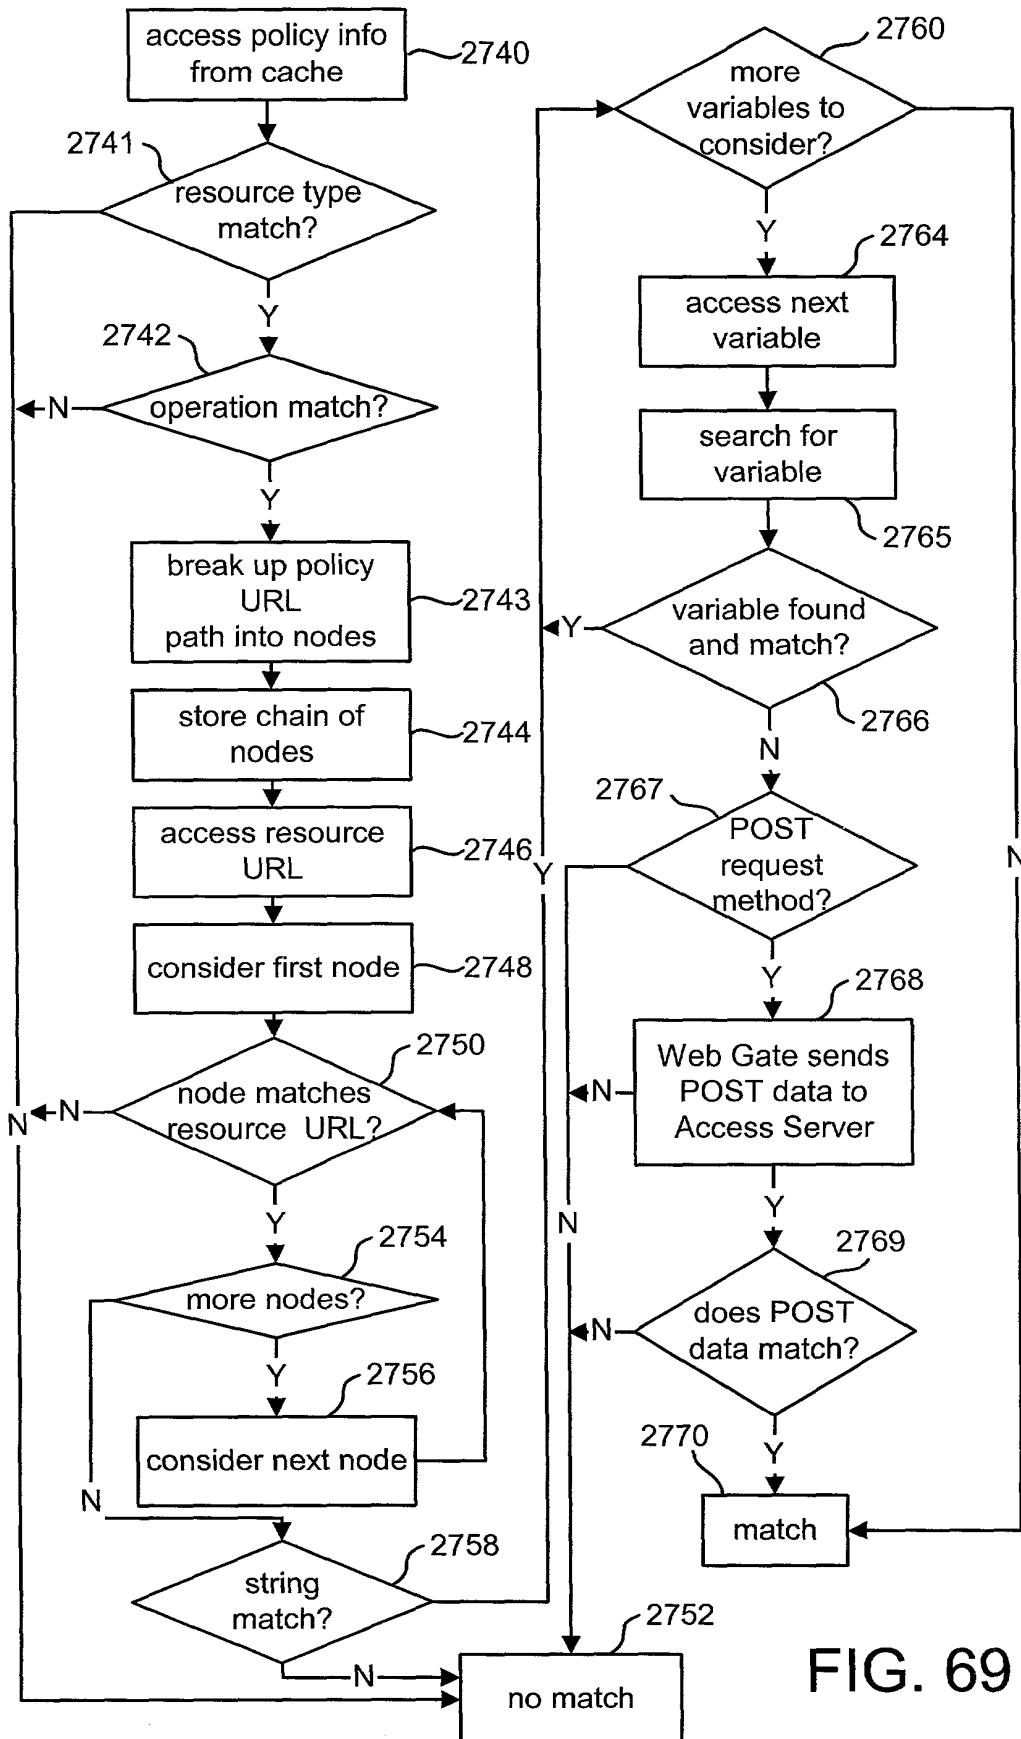 access policy info
from cache
2740
2741
resource type
match?
Y
2742
operation match?
N
Y
break up policy
URL
path into nodes
2743
store chain of
nodes
2744
access resource
URL
2746
consider first node
2748
2750
node matches
resource URL?
N
N
Y
2754
more nodes?
Y
2756
consider next node
N
2758
string
match?
N
2752
no match
2760
more
variables to
consider?
Y
2764
access next
variable
search for
variable
2765
variable found
and match?
Y
2766
N
2767
POST
request
method?
Y
N
Y
2768
Web Gate sends
POST data to
Access Server
N
Y
N
2769
does POST
data match?
N
Y
2770
match
FIG. 69